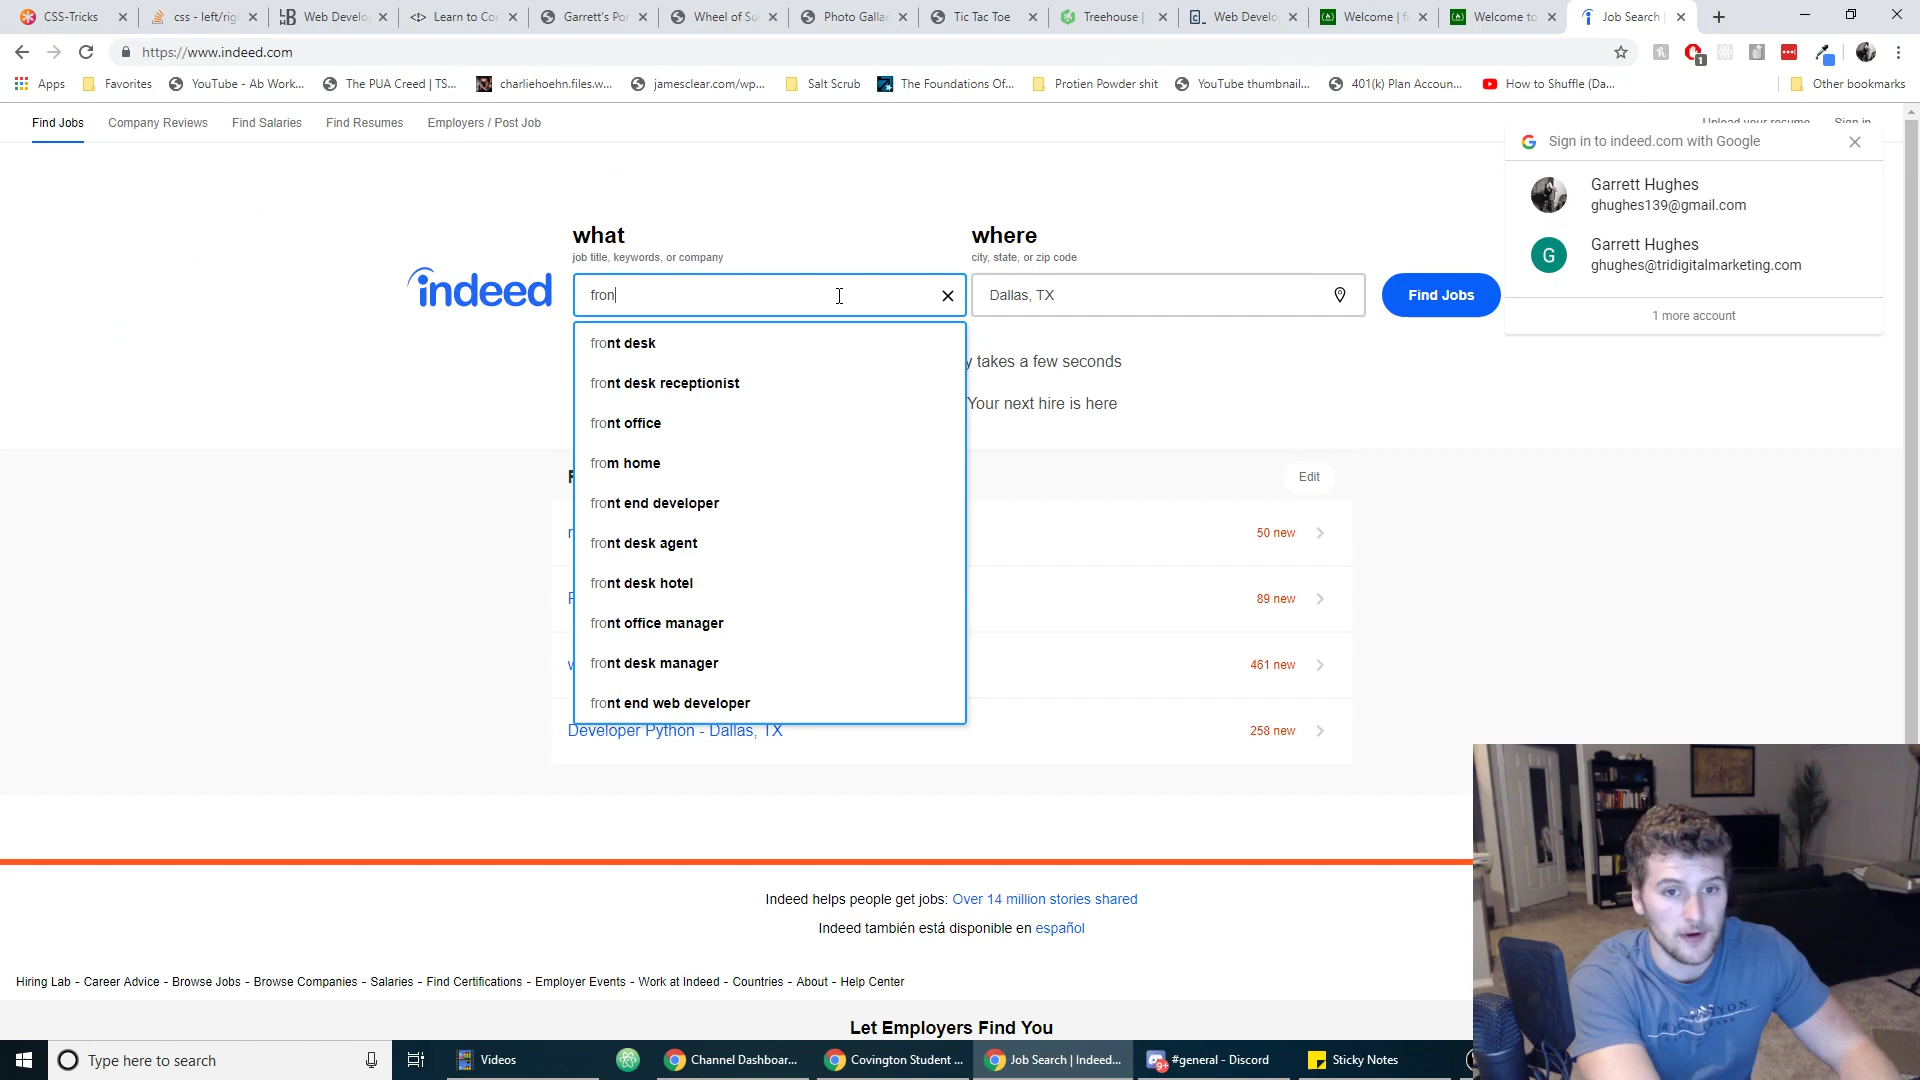 CSS-Tricks
css - left/rig
Web Develo
Learn to Co
Garrett's Po
Wheel of Su
Photo Galla
Tic Tac Toe
Treehouse |
Web Develo
Welcome | f
Welcome to
Job Search |
https://www.indeed.com
1
Apps
Favorites
YouTube - Ab Work...
The PUA Creed | TS...
charliehoehn.files.w...
jamesclear.com/wp...
Salt Scrub
The Foundations Of...
Protien Powder shit
YouTube thumbnail...
401(k) Plan Accoun...
How to Shuffle (Da...
Other bookmarks
Find Jobs
Company Reviews
Find Salaries
Find Resumes
Employers / Post Job
Upload your resume
Sign in
Sign in to indeed.com with Google
Garrett Hughes
ghughes139@gmail.com
G
Garrett Hughes
ghughes@tridigitalmarketing.com
1 more account
what
job title, keywords, or company
where
city, state, or zip code
indeed
fron
Dallas, TX
Find Jobs
front desk
front desk receptionist
front office
from home
front end developer
front desk agent
front desk hotel
front office manager
front desk manager
front end web developer
y takes a few seconds
Your next hire is here
Edit
50 new
89 new
461 new
Developer Python - Dallas, TX
258 new
Indeed helps people get jobs: Over 14 million stories shared
Indeed también está disponible en español
Hiring Lab - Career Advice - Browse Jobs - Browse Companies - Salaries - Find Certifications - Employer Events - Work at Indeed - Countries - About - Help Center
Let Employers Find You
Type here to search
Videos
Channel Dashboar...
Covington Student ...
Job Search | Indeed...
9+
#general - Discord
Sticky Notes